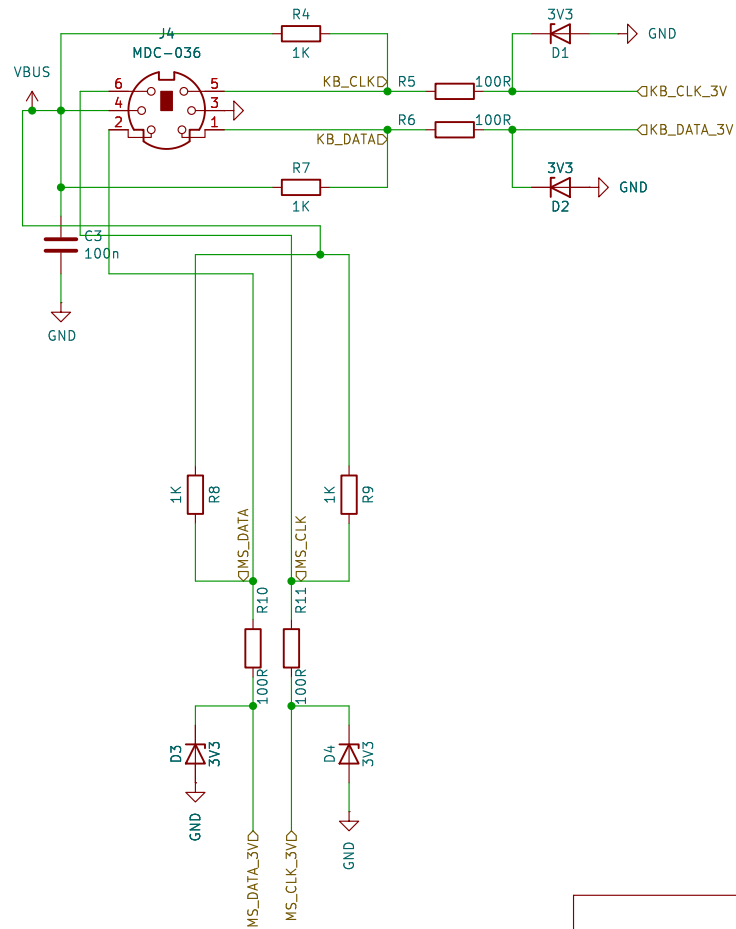 R4
3V3
J4
1K
GND
MDC-036
D1
VBUS
6
5
KB_CLK
R5
100R
KB_CLK_3V
4
3
2
1
R6
100R
KB_DATA
KB_DATA_3V
R7
3V3
GND
1K
D2
C3
100n
GND
1K
R8
1K
R9
MS_DATA
MS_CLK
R10
R11
100R
100R
D3
3V3
D4
3V3
GND
GND
MS_DATA_3V
MS_CLK_3V